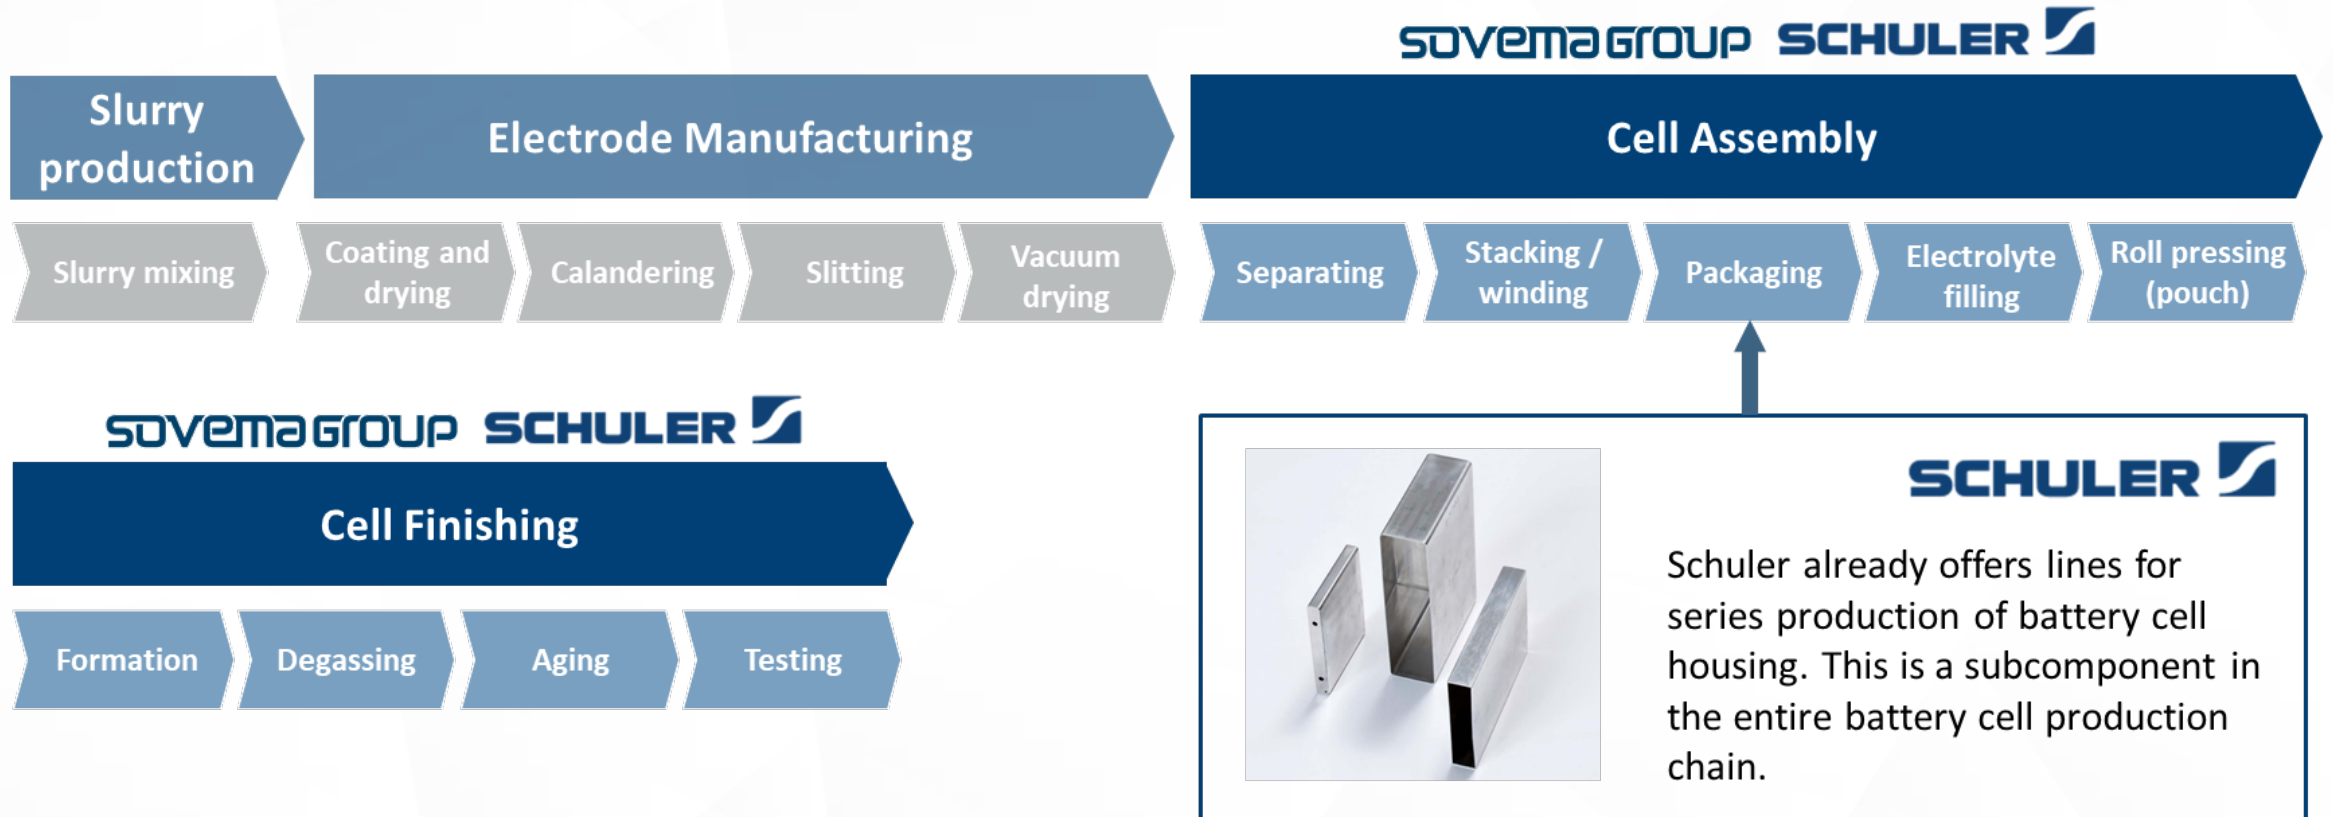 sovema group SCHULER
Slurry
production
Electrode Manufacturing
Cell Assembly
Slurry mixing
Coating and
drying
Calandering
Slitting
Vacuum
drying
Separating
Stacking /
winding
Packaging
Electrolyte
filling
Roll pressing
(pouch)
sovema group SCHULER
Cell Finishing
Formation
Degassing
Aging
Testing
SCHULER
Schuler already offers lines for
series production of battery cell
housing. This is a subcomponent in
the entire battery cell production
chain.